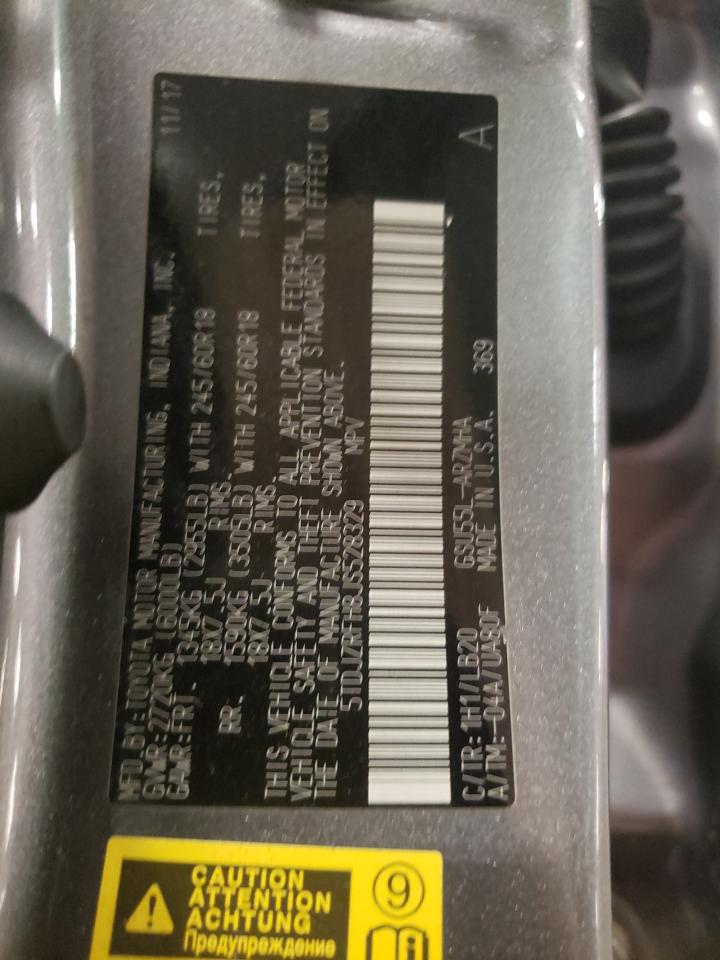 MFD.BY:TOYOTA MOTOR MANUFACTURING, INDIANA, INC. 11/17
GVWR:2720KG (6000LB)
GAWR:FRT. 1345KG (2965LB) WITH 245/60R18 TIRES,
18X7.5J RIMS.
RR. 1590KG (3505LB) WITH 245/60R18 TIRES,
18X7.5J RIMS.
THIS VEHICLE CONFORMS TO ALL APPLICABLE FEDERAL MOTOR
VEHICLE SAFETY AND THEFT PREVENTION STANDARDS IN EFFECT ON
THE DATE OF MANUFACTURE SHOWN ABOVE.
5TDJZRFH8JS528329 MPV
C/TR: 1H1/LB20 GSU55L-ARZNHA A
A/TM: -04A/UA80F MADE IN U.S.A. 369
CAUTION
ATTENTION
ACHTUNG
Предупреждение
9